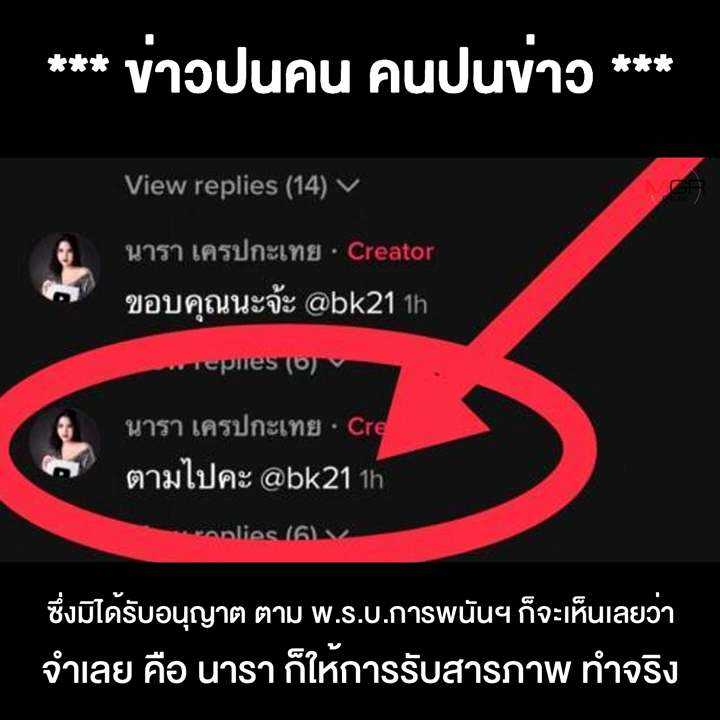 *** ข่าวปนคน คนปนข่าว ***
View replies (14)
MGR
นารา เครปกะเทย · Creator
ขอบคุณนะจ้ะ @bk21 1h
replies (6)
นารา เครปกะเทย · Cre
ตามไปคะ @bk21 1h
View replies (6)
ซึ่งมิได้รับอนุญาต ตาม พ.ร.บ.การพนันฯ ก็จะเห็นเลยว่า
จำเลย คือ นารา ก็ให้การรับสารภาพ ทำจริง